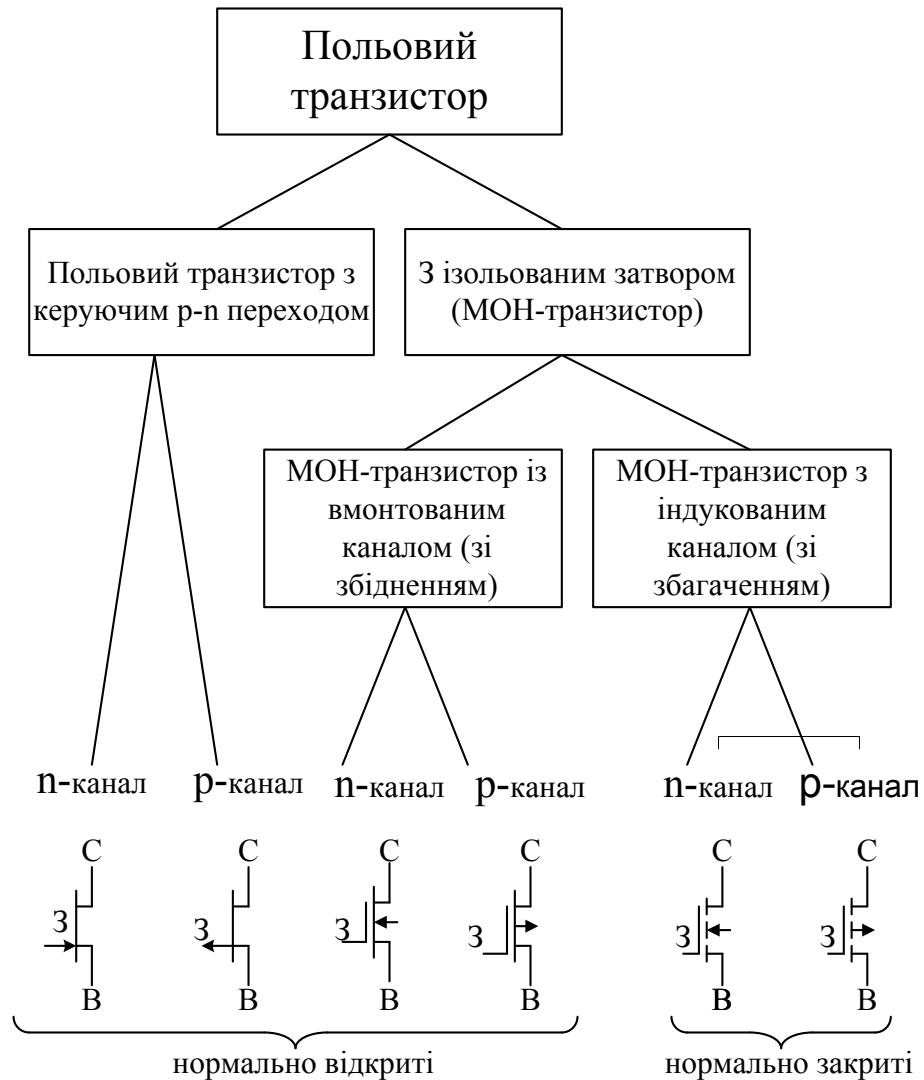 Польовий
транзистор
Польовий транзистор з
керуючим p-n переходом
З ізольованим затвором
(МОН-транзистор)
МОН-транзистор із
вмонтованим
каналом (зі
збідненням)
МОН-транзистор з
індукованим
каналом (зі
збагаченням)
n-канал p-канал n-канал p-канал n-канал p-канал
С С С С С С
З З З З З З
В В В В В В
нормально відкриті нормально закриті